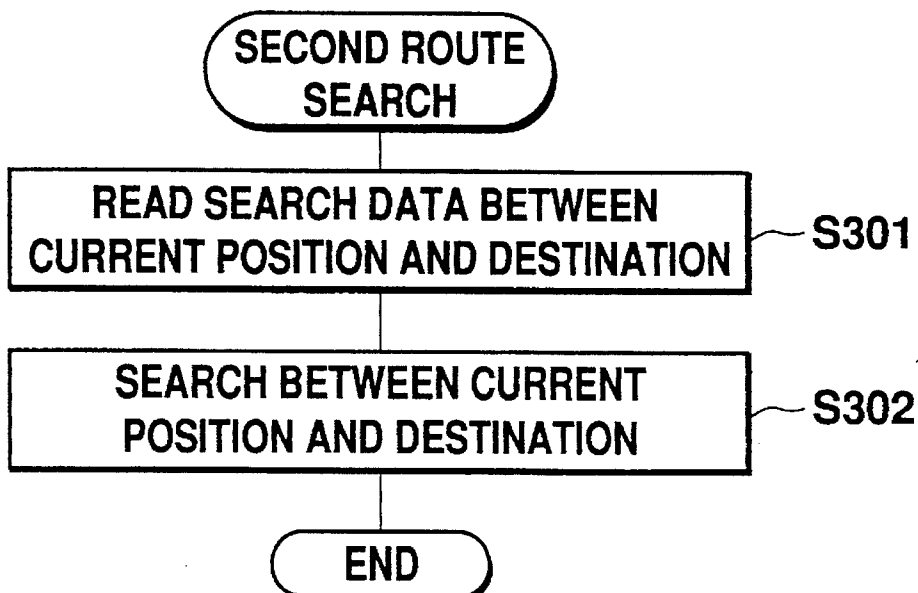 SECOND ROUTE
SEARCH
READ SEARCH DATA BETWEEN
CURRENT POSITION AND DESTINATION
S301
SEARCH BETWEEN CURRENT
POSITION AND DESTINATION
S302
END